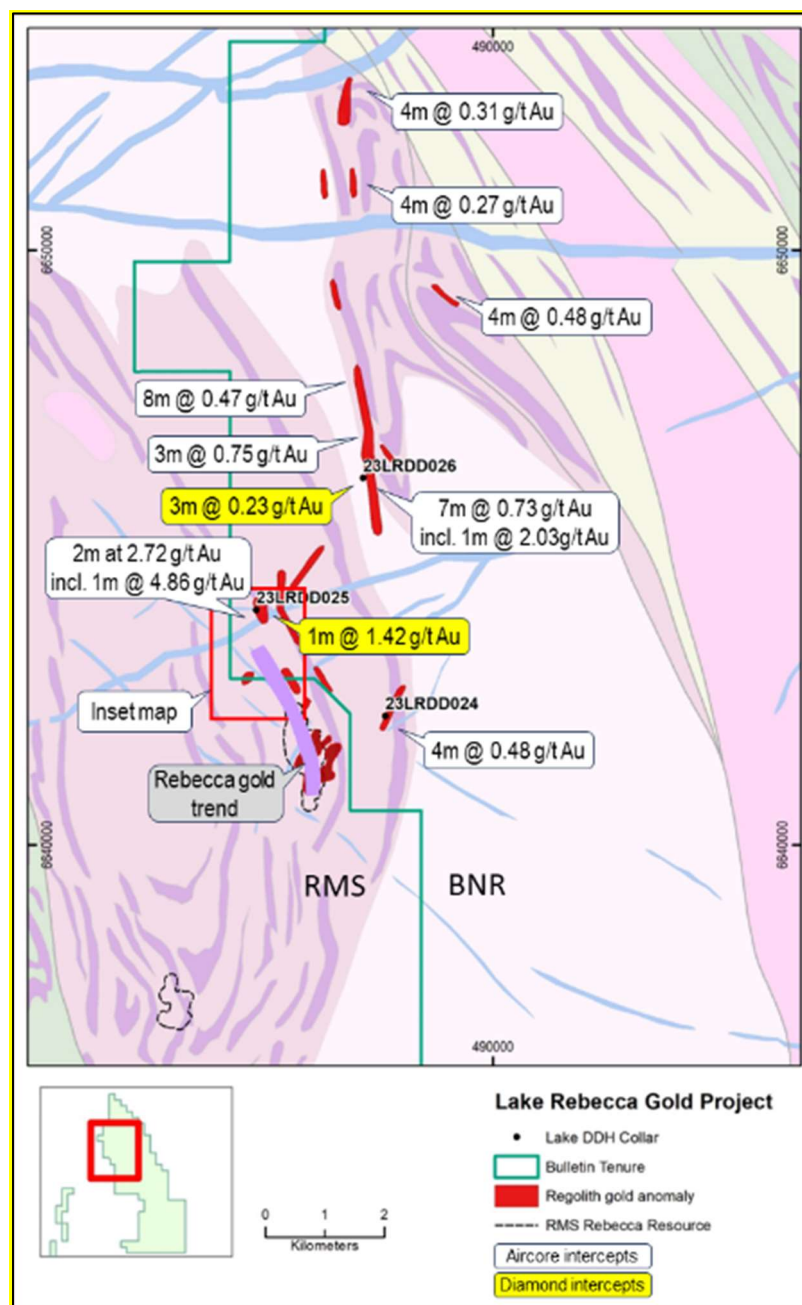 490000
4m @ 0.31 g/t Au
4m @ 0.27 g/t Au
6650000
6650000
4m @ 0.48 g/t Au
8m @ 0.47 g/t Au
3m @ 0.75 g/t Au
23LRDD026
3m @ 0.23 g/t Au
7m @ 0.73 g/t Au
incl. 1m @ 2.03g/t Au
2m at 2.72 g/t Au
incl. 1m @ 4.86 g/t Au
23LRDD025
1m @ 1.42 g/t Au
Inset map
23LRDD024
4m @ 0.48 g/t Au
Rebecca gold
trend
6640000
6640000
RMS
BNR
490000
Lake Rebecca Gold Project
Lake DDH Collar
Bulletin Tenure
Regolith gold anomaly
RMS Rebecca Resource
Aircore intercepts
Diamond intercepts
0 1 2
Kilometers